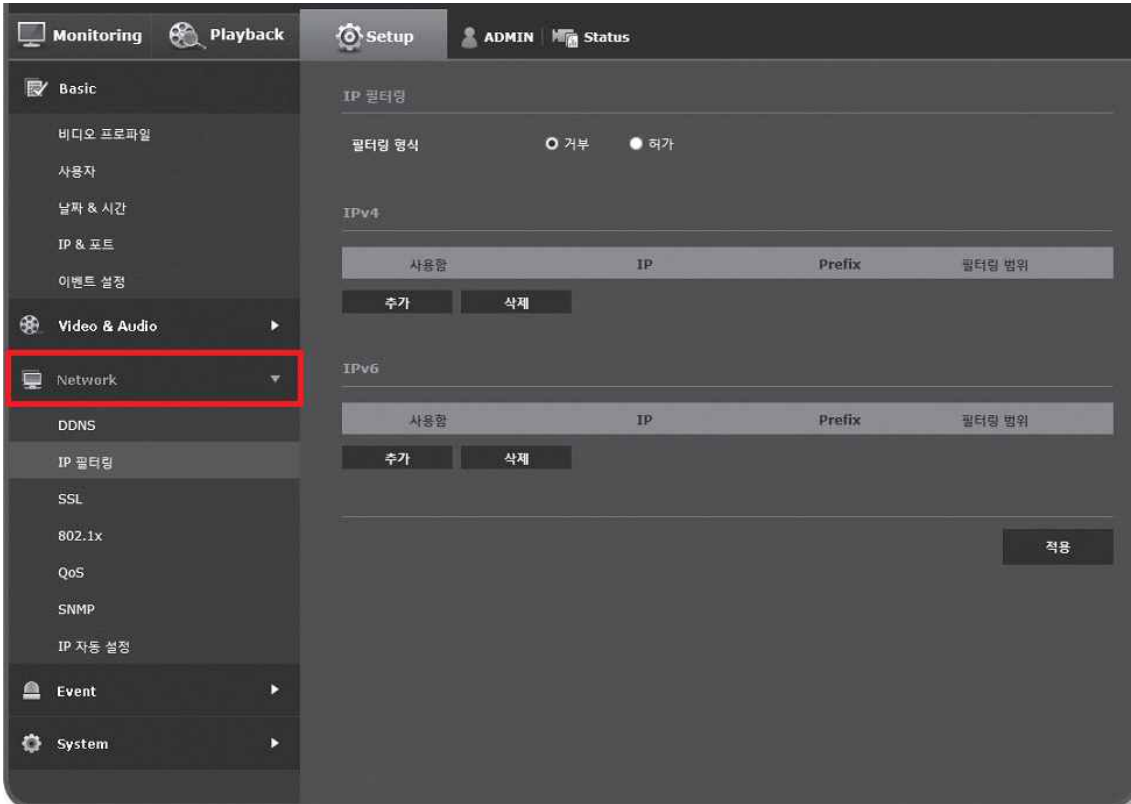 Monitoring Playback Setup ADMIN Status
Basic
비디오 프로파일
사용자
날짜 & 시간
IP & 포트
이벤트 설정
Video & Audio
Network
DDNS
IP 필터링
SSL
802.1x
QoS
SNMP
IP 자동 설정
Event
System
IP 필터링
필터링 형식 거부 허가
IPv4
사용함 IP Prefix 필터링 범위
추가 삭제
IPv6
사용함 IP Prefix 필터링 범위
추가 삭제
적용